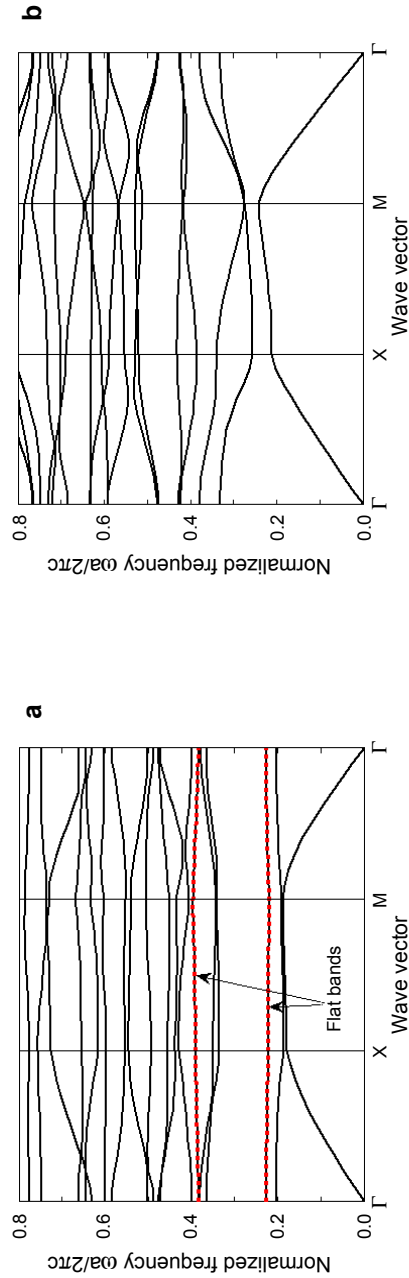 a
Normalized frequency ωa/2πc
0.8
0.6
0.4
0.2
0.0
Flat bands
Γ X M Γ
Wave vector
b
Normalized frequency ωa/2πc
0.8
0.6
0.4
0.2
0.0
Γ X M Γ
Wave vector